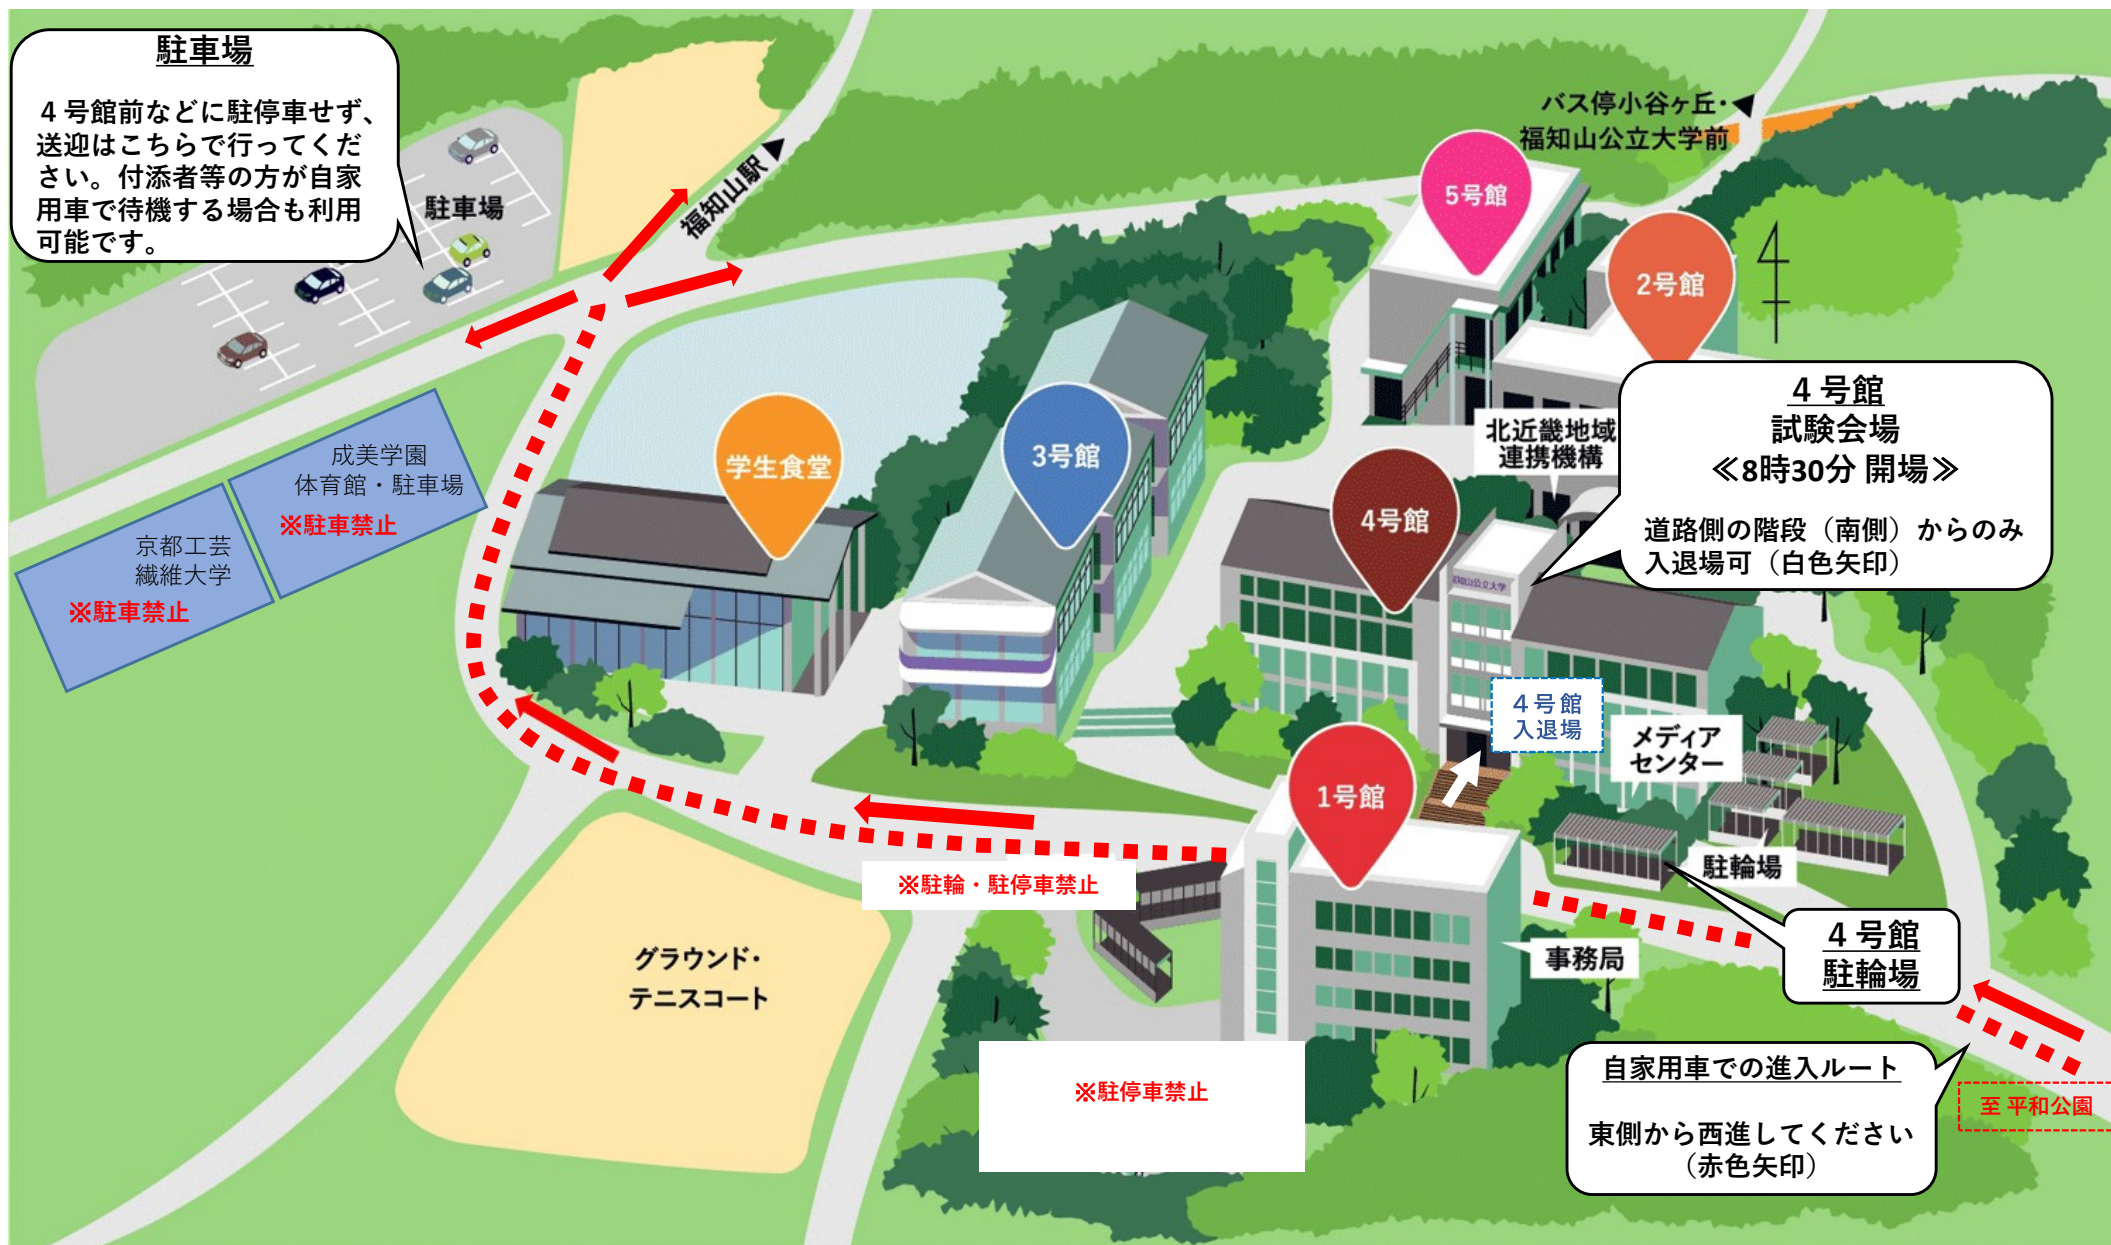 駐車場
４号館前などに駐停車せず、
送迎はこちらで行ってくだ
さい。付添者等の方が自家
用車で待機する場合も利用
可能です。
駐車場
福知山駅▶
バス停小谷ヶ丘・
福知山公立大学前
5号館
2号館
4
４号館
試験会場
≪8時30分 開場≫
道路側の階段（南側）からのみ
入退場可（白色矢印）
北近畿地域
連携機構
成美学園
体育館・駐車場
※駐車禁止
京都工芸
繊維大学
※駐車禁止
学生食堂
3号館
4号館
福知山公立大学
４号館
入退場
メディア
センター
1号館
駐輪場
※駐輪・駐停車禁止
４号館
駐輪場
事務局
グラウンド・
テニスコート
※駐停車禁止
自家用車での進入ルート
東側から西進してください
（赤色矢印）
至 平和公園